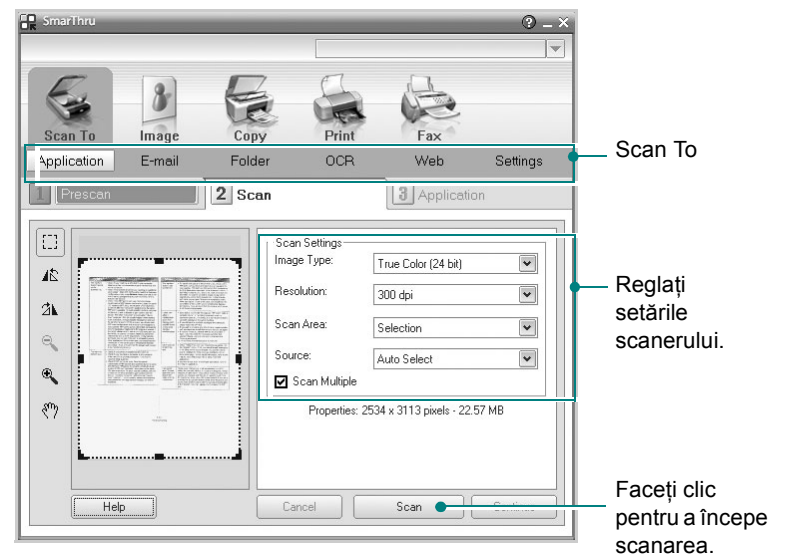 SmarThru
Scan To
Image
Copy
Print
Fax
Application
E-mail
Folder
OCR
Web
Settings
Scan To
1 Prescan
2 Scan
3 Application
Scan Settings
Image Type:
True Color (24 bit)
Resolution:
300 dpi
Scan Area:
Selection
Source:
Auto Select
Scan Multiple
Properties: 2534 x 3113 pixels - 22.57 MB
Reglați
setările
scanerului.
Help
Cancel
Scan
Continue
Faceți clic
pentru a începe
scanarea.